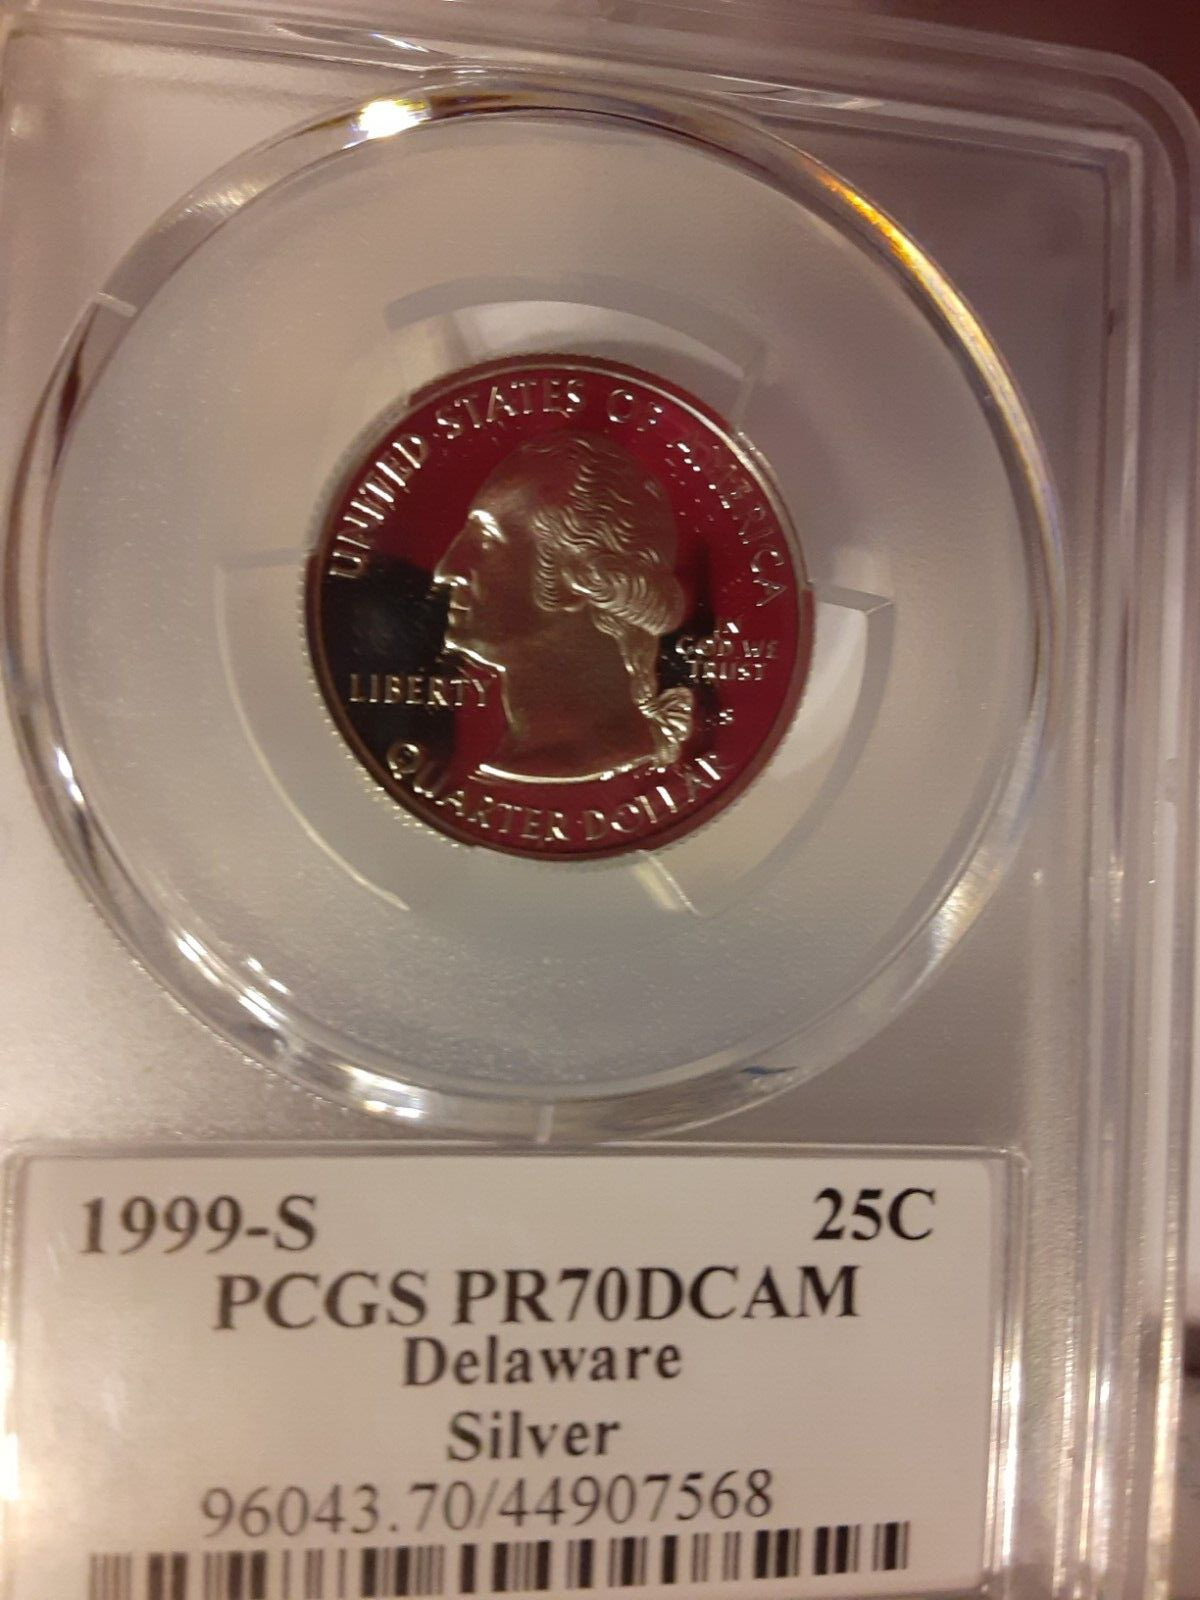 UNITED STATES OF AMERICA
LIBERTY
IN
GOD WE
TRUST
S
QUARTER DOLLAR
1999-S 25C
PCGS PR70DCAM
Delaware
Silver
96043.70/44907568